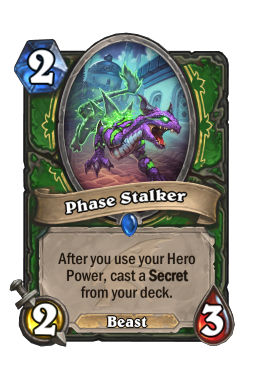 2
Phase Stalker
After you use your Hero
Power, cast a Secret
from your deck.
2
Beast
3